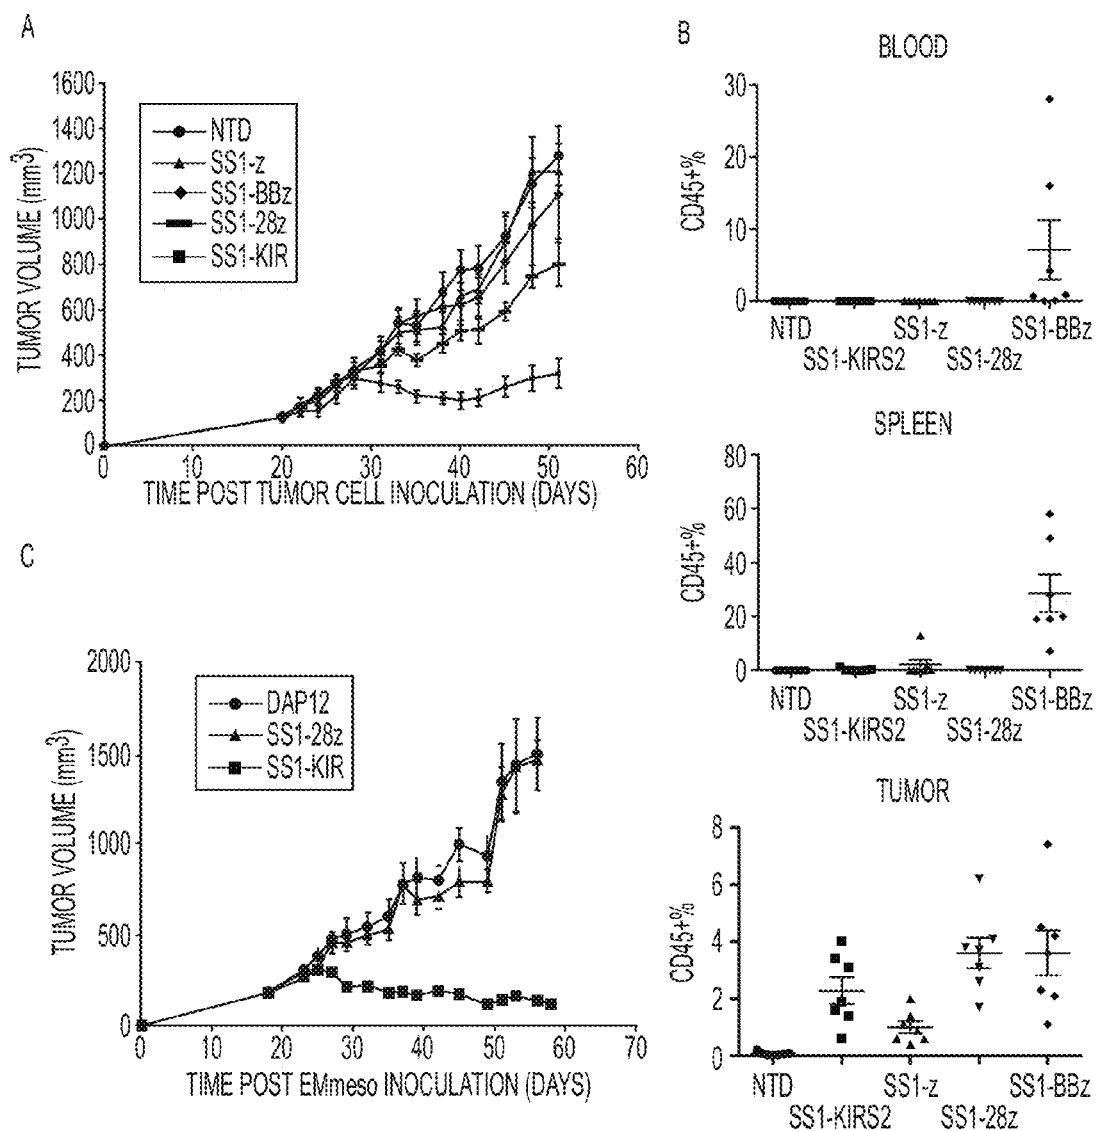 A
TUMOR VOLUME (mm3)
1600
1400
1200
1000
800
600
400
200
0
NTD
SS1-z
SS1-BBz
SS1-28z
SS1-KIR
0 10 20 30 40 50 60
TIME POST TUMOR CELL INOCULATION (DAYS)
B
BLOOD
CD45+%
30
20
10
0
NTD SS1-z SS1-BBz
SS1-KIRS2 SS1-28z
SPLEEN
CD45+%
80
60
40
20
0
NTD SS1-z SS1-BBz
SS1-KIRS2 SS1-28z
TUMOR
CD45+%
8
6
4
2
0
NTD SS1-z SS1-BBz
SS1-KIRS2 SS1-28z
C
TUMOR VOLUME (mm3)
2000
1500
1000
500
0
DAP12
SS1-28z
SS1-KIR
0 10 20 30 40 50 60 70
TIME POST EMmeso INOCULATION (DAYS)